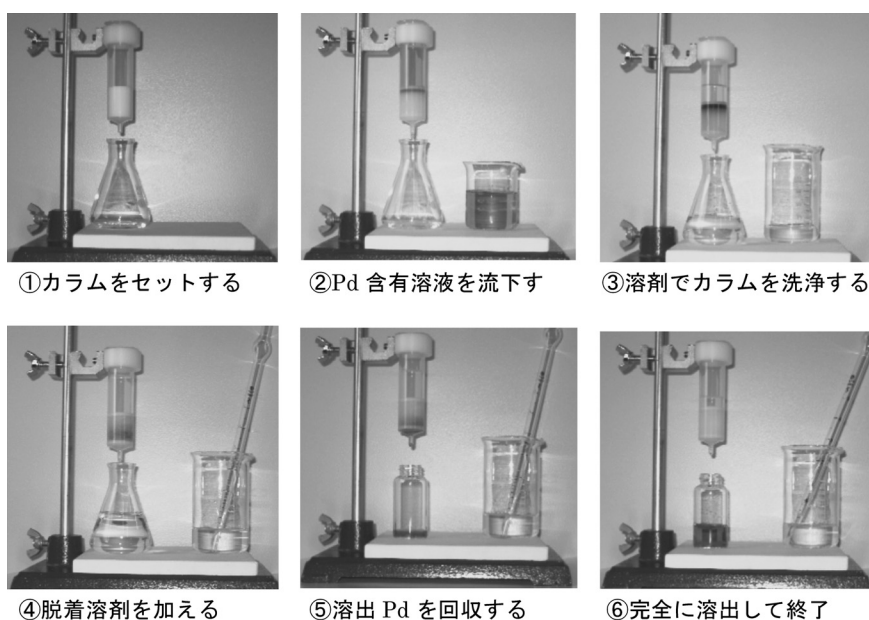 ①カラムをセットする
②Pd 含有溶液を流下す
③溶剤でカラムを洗浄する
④脱着溶剤を加える
⑤溶出 Pd を回収する
⑥完全に溶出して終了